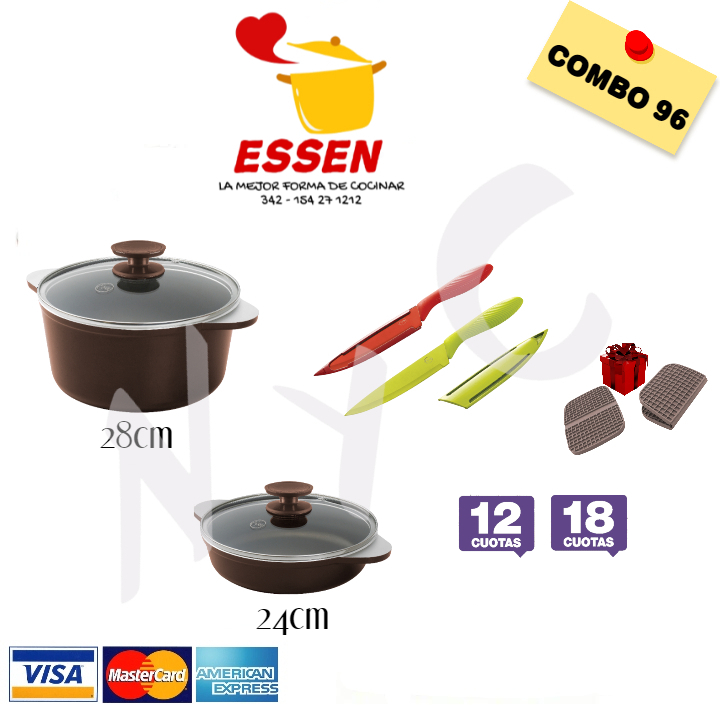 COMBO 96
ESSEN
LA MEJOR FORMA DE COCINAR
342 - 154 27 1212
28cm
24cm
12
CUOTAS
18
CUOTAS
VISA
MasterCard
AMERICAN
EXPRESS
NYC